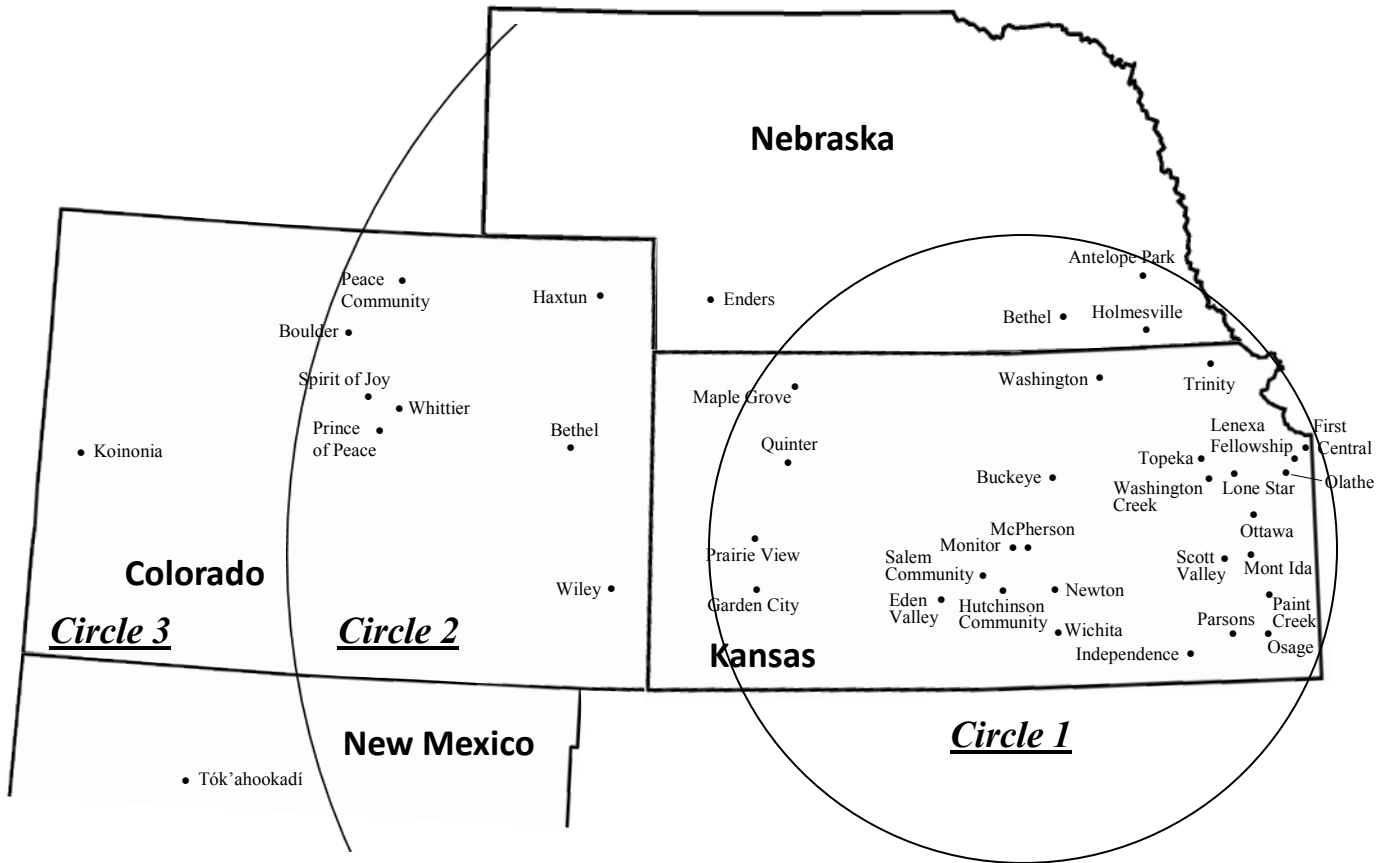 Nebraska
Antelope Park
Peace
Community
Haxtun
Enders
Bethel
Holmesville
Boulder
Spirit of Joy
Whittier
Prince
of Peace
Bethel
Koinonia
Maple Grove
Washington
Trinity
Quinter
Lenexa
Fellowship
First
Central
Topeka
Buckeye
Washington
Creek
Lone Star
Olathe
McPherson
Ottawa
Monitor
Prairie View
Salem
Community
Scott
Valley
Mont Ida
Colorado
Wiley
Garden City
Eden
Valley
Hutchinson
Community
Newton
Paint
Creek
Circle 3
Circle 2
Kansas
Wichita
Parsons
Osage
Independence
New Mexico
Circle 1
Tók’ahookadí